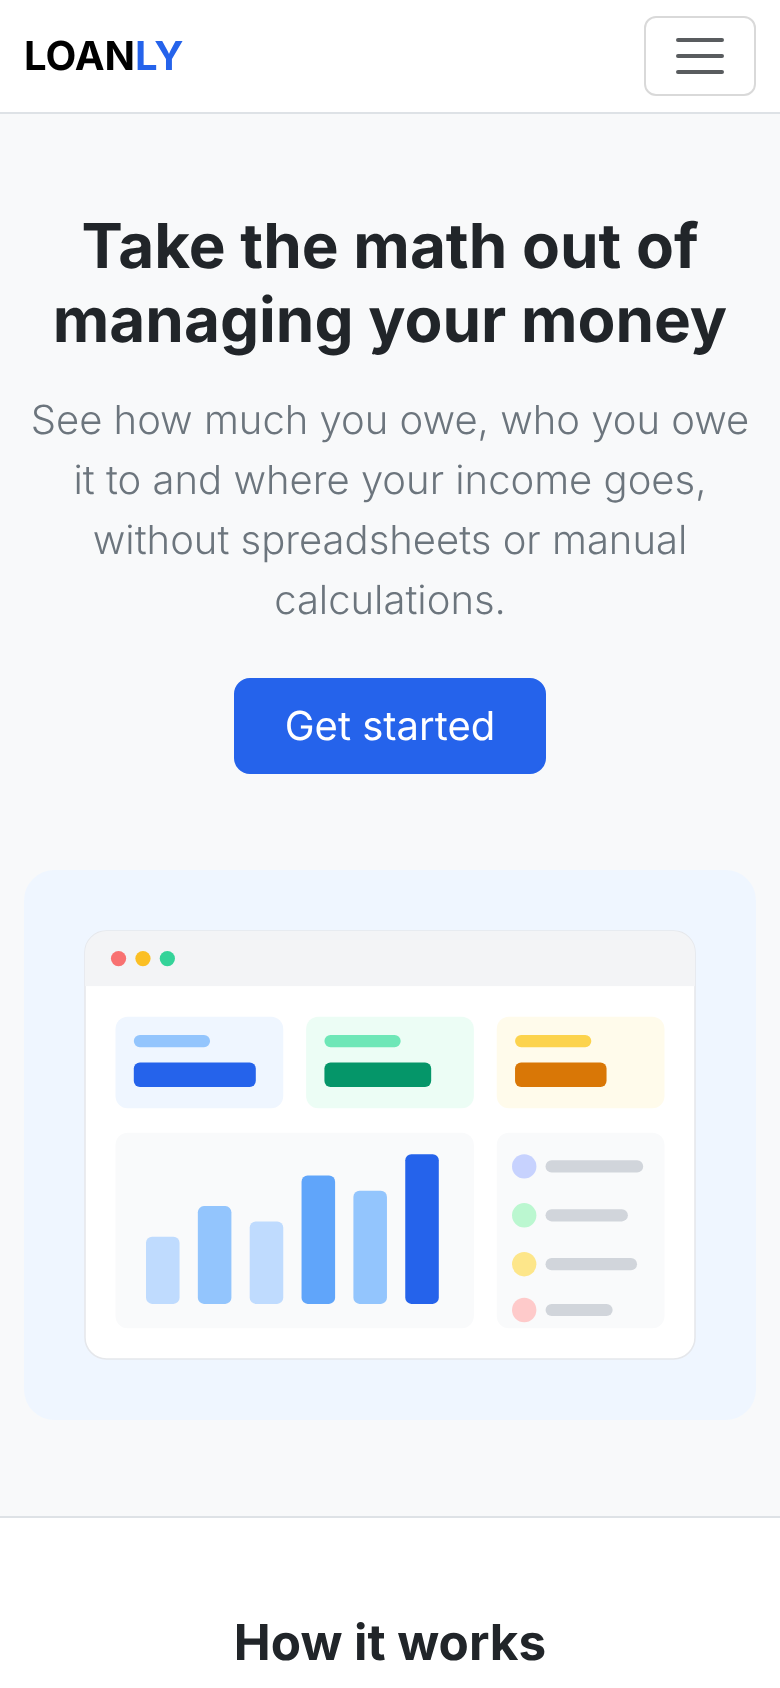 LOANLY
Take the math out of
managing your money
See how much you owe, who you owe
it to and where your income goes,
without spreadsheets or manual
calculations.
Get started
How it works